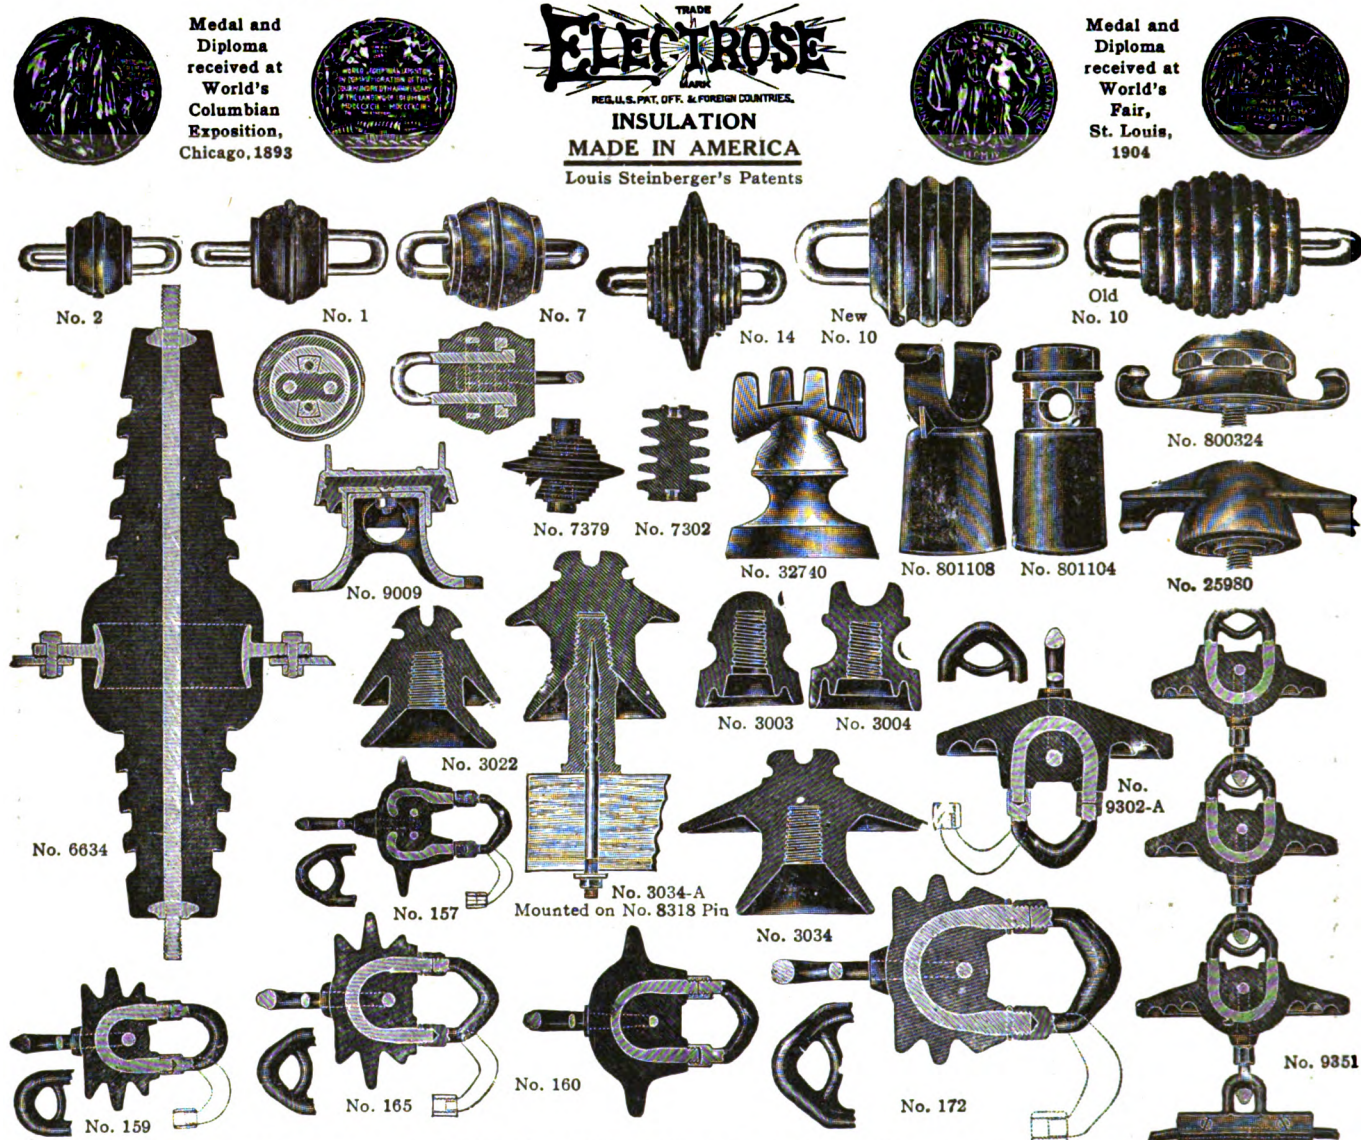 Medal and
Diploma
received at
World's
Columbian
Exposition,
Chicago, 1893
TRADE
ELECTROSE
MARK
REG. U. S. PAT. OFF. & FOREIGN COUNTRIES.
INSULATION
MADE IN AMERICA
Louis Steinberger's Patents
Medal and
Diploma
received at
World's
Fair,
St. Louis,
1904
No. 2
No. 1
No. 7
No. 14
New
No. 10
Old
No. 10
No. 800324
No. 7379
No. 7302
No. 32740
No. 801108
No. 801104
No. 25980
No. 9009
No. 3022
No. 3003
No. 3004
No.
9302-A
No. 6634
No. 157
No. 3034-A
Mounted on No. 8318 Pin
No. 3034
No. 159
No. 165
No. 160
No. 172
No. 9351